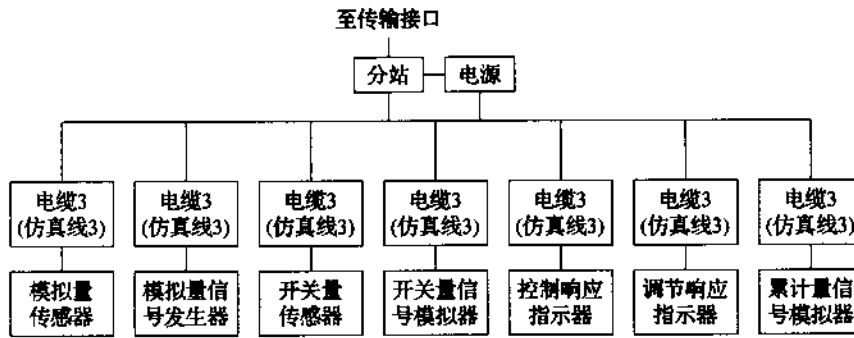 至传输接口
分站
电源
电缆3
(仿真线3)
电缆3
(仿真线3)
电缆3
(仿真线3)
电缆3
(仿真线3)
电缆3
(仿真线3)
电缆3
(仿真线3)
电缆3
(仿真线3)
模拟量
传感器
模拟量信
号发生器
开关量
传感器
开关量信
号模拟器
控制响应
指示器
调节响应
指示器
累计量信
号模拟器